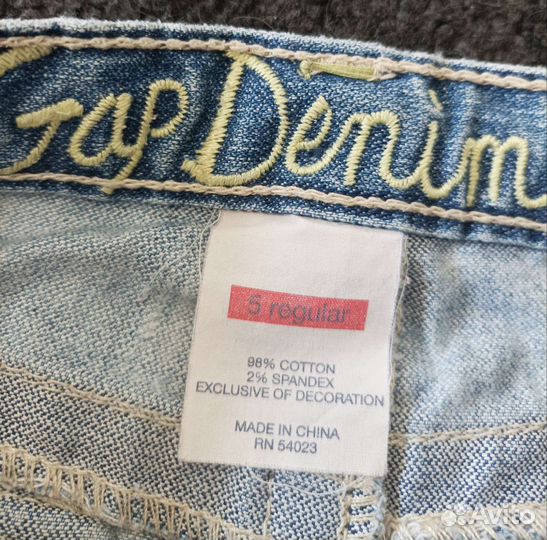 Gap Denim
5 regular
98% COTTON
2% SPANDEX
EXCLUSIVE OF DECORATION
MADE IN CHINA
RN 54023
Avito